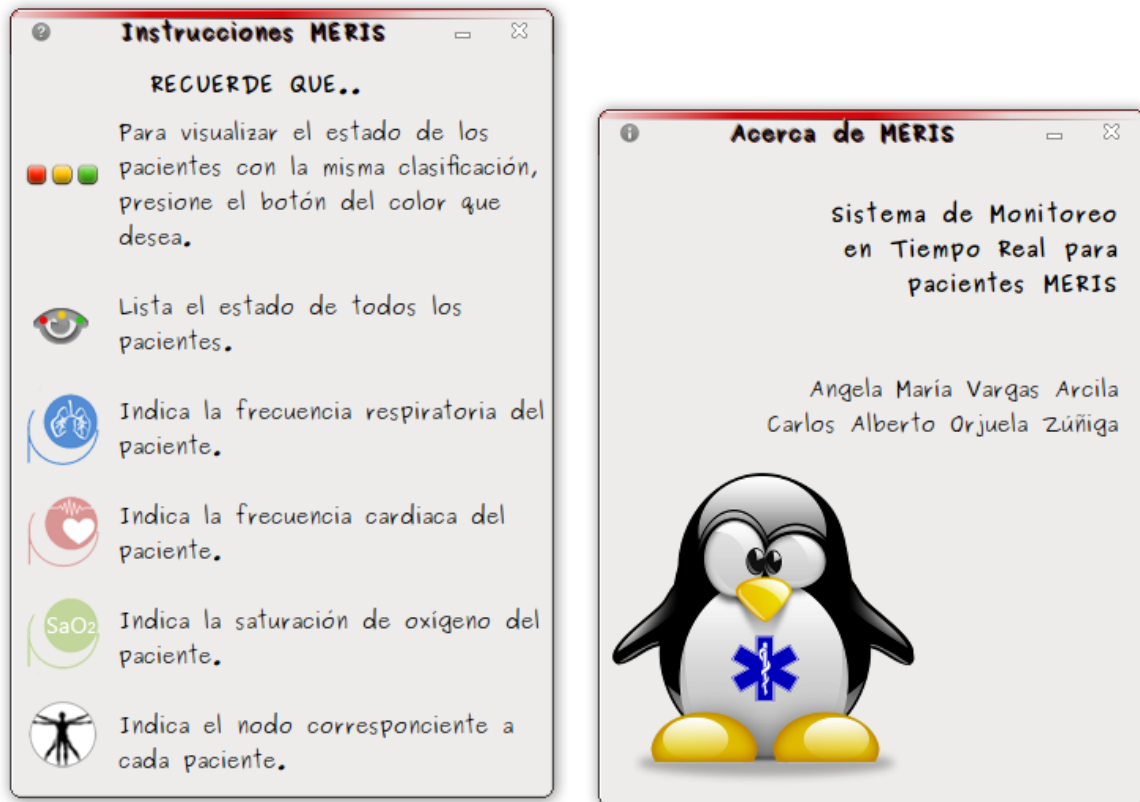 Instrucciones MERIS
RECUERDE QUE..
Para visualizar el estado de los
pacientes con la misma clasificación,
presione el botón del color que
desea.
Lista el estado de todos los
pacientes.
Indica la frecuencia respiratoria del
paciente.
Indica la frecuencia cardiaca del
paciente.
SaO2
Indica la saturación de oxígeno del
paciente.
Indica el nodo corresponciente a
cada paciente.
Acerca de MERIS
Sistema de Monitoreo
en Tiempo Real para
pacientes MERIS
Angela María Vargas Arcila
Carlos Alberto Orjuela Zúñiga